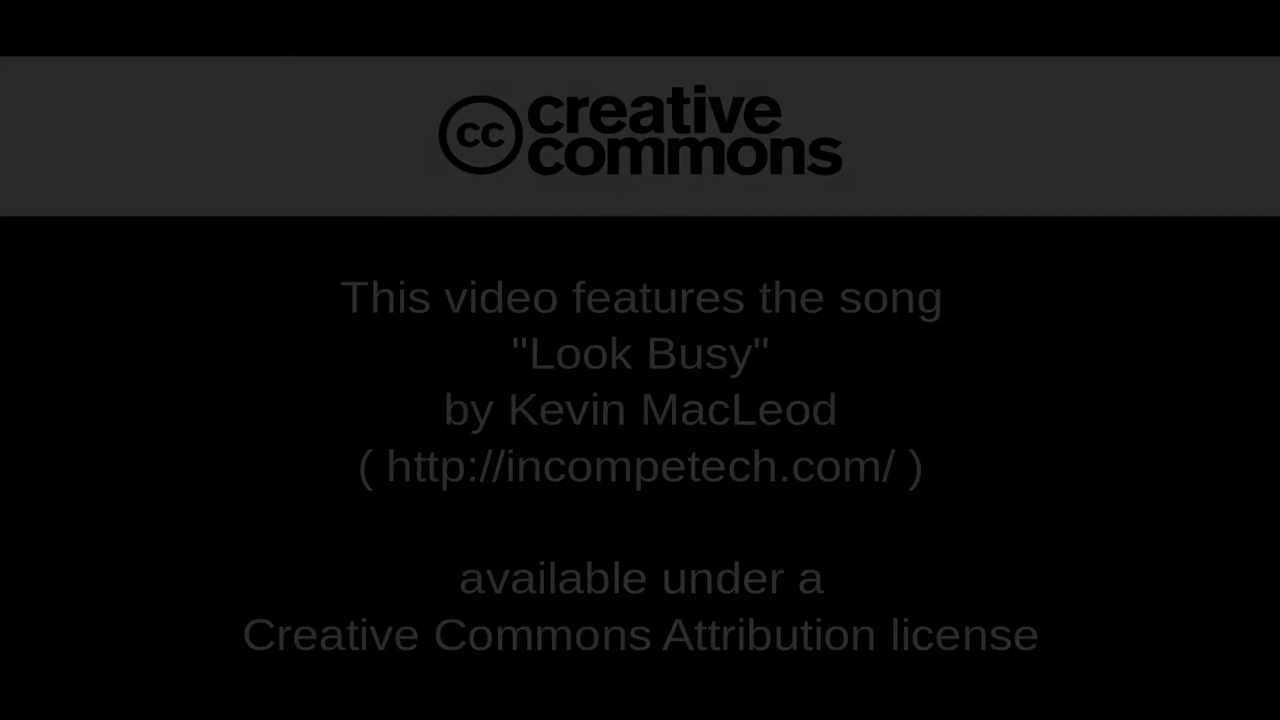 cc creative
commons
This video features the song
"Look Busy"
by Kevin MacLeod
( http://incompetech.com/ )
available under a
Creative Commons Attribution license